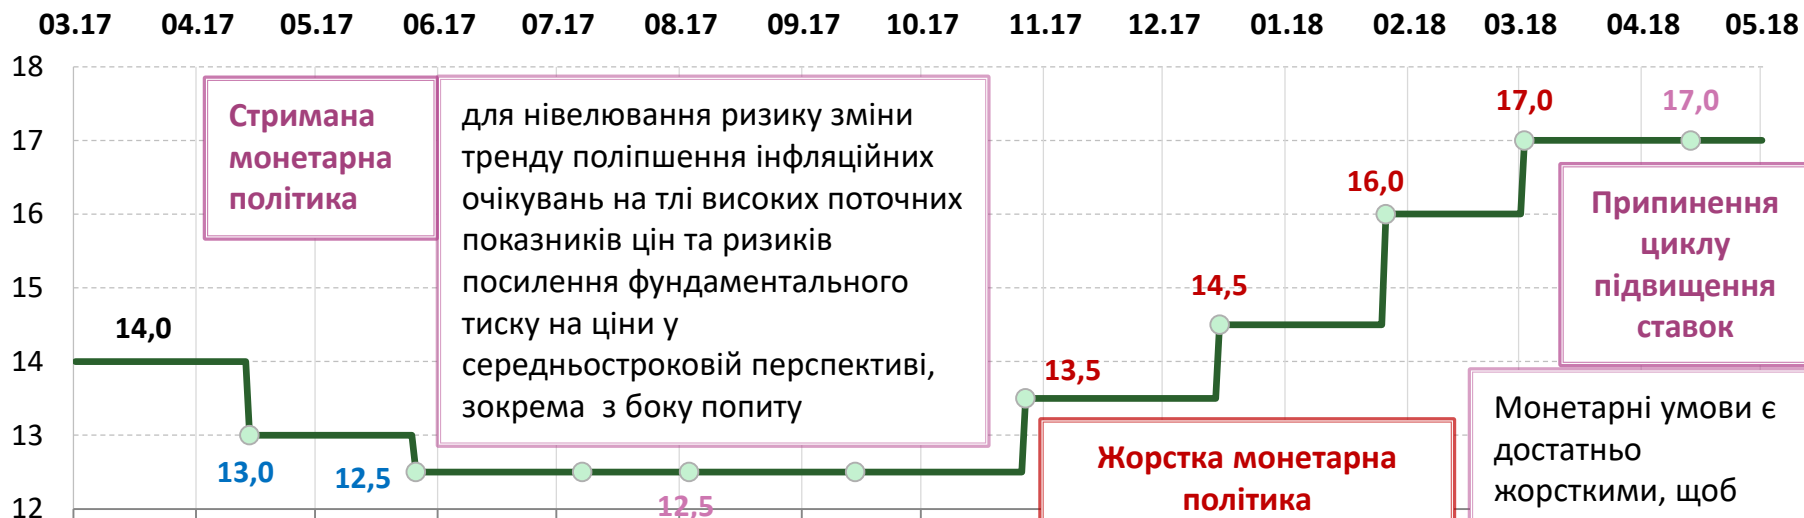 03.17 04.17 05.17 06.17 07.17 08.17 09.17 10.17 11.17 12.17 01.18 02.18 03.18 04.18 05.18
18
17
16
15
14
13
12
Стримана
монетарна
політика
для нівелювання ризику зміни
тренду поліпшення інфляційних
очікувань на тлі високих поточних
показників цін та ризиків
посилення фундаментального
тиску на ціни у
середньостроковій перспективі,
зокрема з боку попиту
14,0
13,0
12,5
12,5
13,5
14,5
16,0
17,0
17,0
Жорстка монетарна
політика
Припинення
циклу
підвищення
ставок
Монетарні умови є
достатньо
жорсткими, щоб